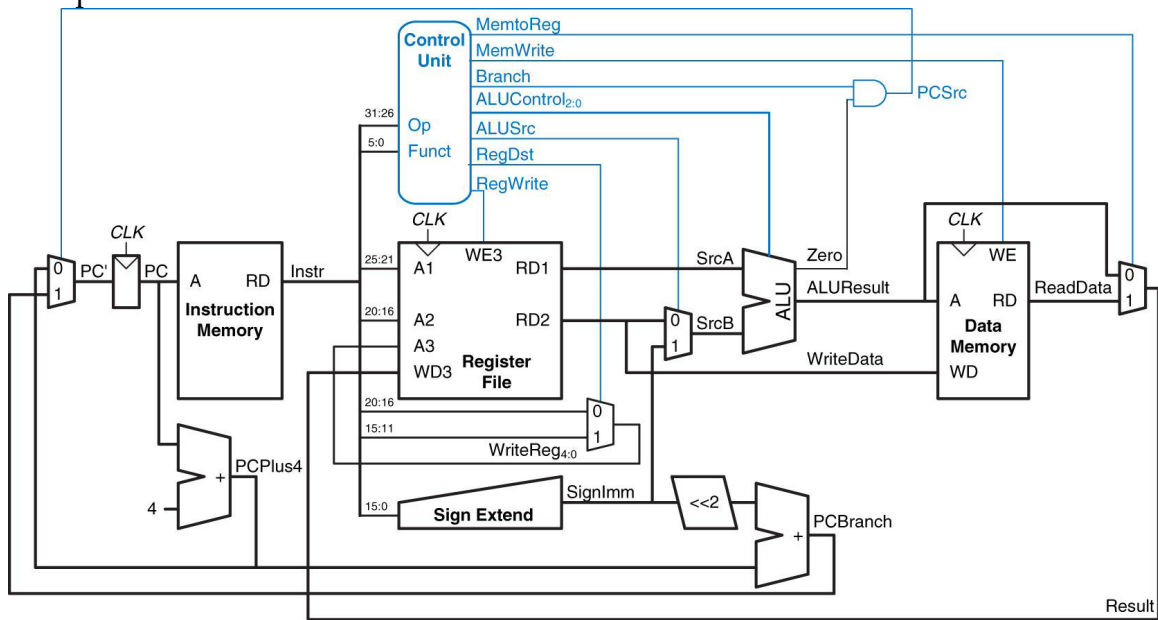 MemtoReg
Control
Unit
MemWrite
Branch
ALUControl2:0
PCSrc
31:26
Op
ALUSrc
5:0
Funct
RegDst
RegWrite
CLK
CLK
CLK
0
1
PC'
PC
A
RD
Instruction
Memory
Instr
25:21
A1
WE3
RD1
SrcA
Zero
ALU
ALUResult
WE
A
RD
Data
Memory
WD
ReadData
0
1
20:16
A2
RD2
0
1
SrcB
A3
WD3
Register
File
WriteData
20:16
0
15:11
1
WriteReg4:0
PCPlus4
+
4
15:0
Sign Extend
SignImm
<<2
+
PCBranch
Result